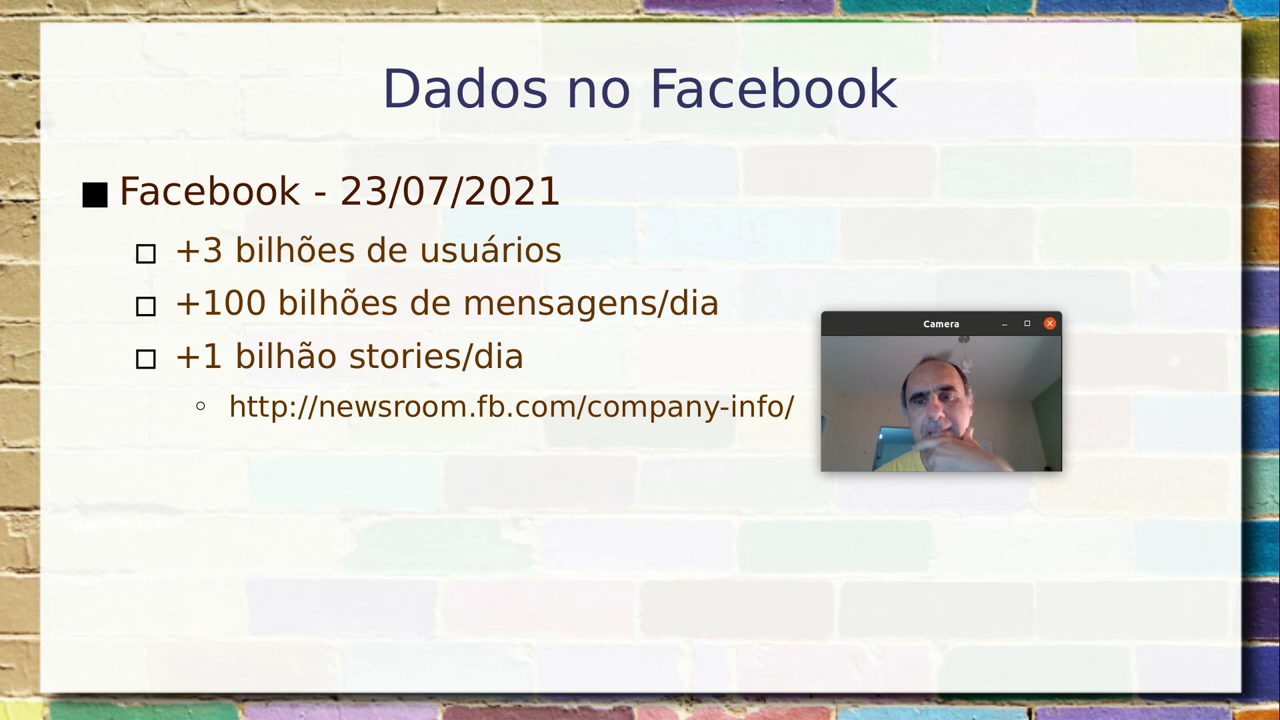 Dados no Facebook
Facebook - 23/07/2021
+3 bilhões de usuários
+100 bilhões de mensagens/dia
+1 bilhão stories/dia
http://newsroom.fb.com/company-info/
Camera